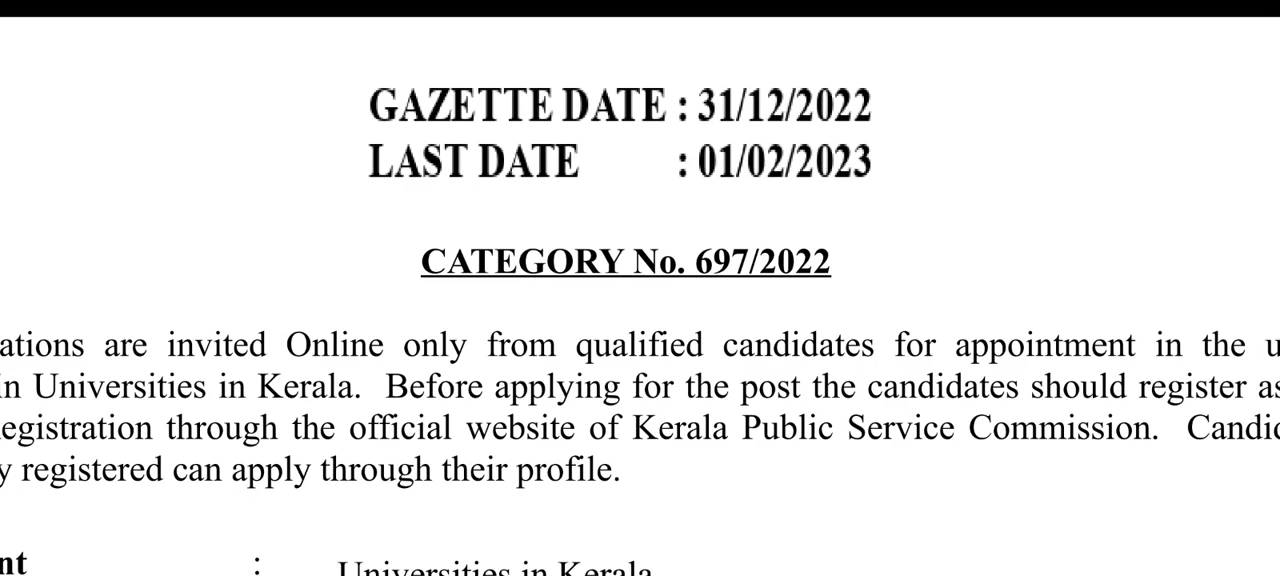 GAZETTE DATE : 31/12/2022
LAST DATE : 01/02/2023
CATEGORY No. 697/2022
ations are invited Online only from qualified candidates for appointment in the u
in Universities in Kerala. Before applying for the post the candidates should register as
egistration through the official website of Kerala Public Service Commission. Candid
y registered can apply through their profile.
nt : Universities in Kerala